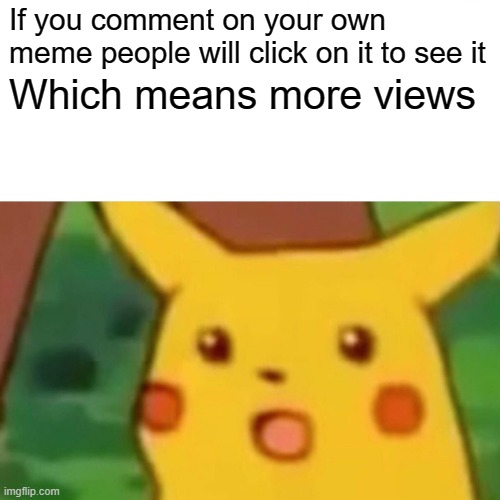 If you comment on your own
meme people will click on it to see it
Which means more views
imgflip.com